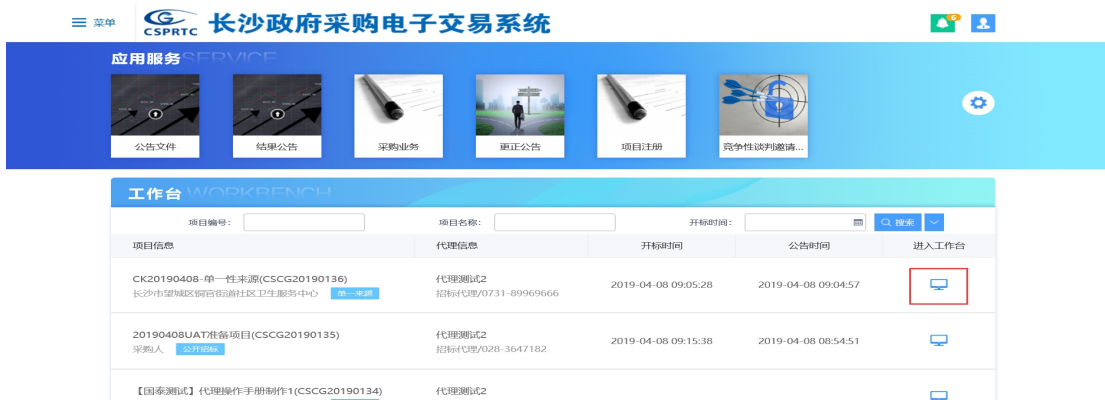 菜单
CSPRTC 长沙政府采购电子交易系统
6
应用服务SERVICE
公告文件 结果公告 采购业务 更正公告 项目注册 竞争性谈判邀请...
工作台 WORKBENCH
项目编号: 项目名称: 开标时间: 搜索
项目信息 代理信息 开标时间 公告时间 进入工作台
CK20190408-单一性来源(CSCG20190136) 代理测试2
2019-04-08 09:05:28 2019-04-08 09:04:57
长沙市望城区铜官街道社区卫生服务中心 单一来源 招标代理/0731-89969666
20190408UAT准备项目(CSCG20190135) 代理测试2
2019-04-08 09:15:38 2019-04-08 08:54:51
采购人 公开招标 招标代理/028-3647182
【国泰测试】代理操作手册制作1(CSCG20190134) 代理测试2